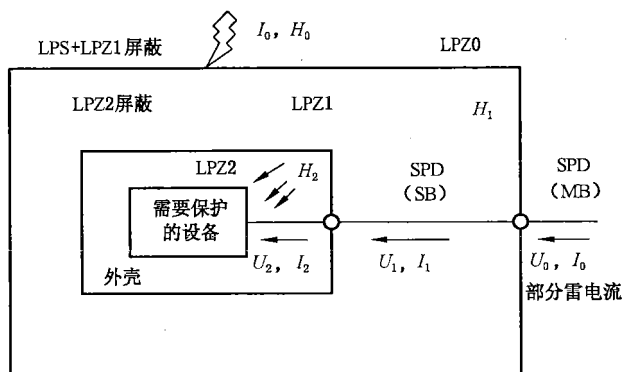 I₀, H₀
LPS+LPZ1屏蔽
LPZ0
LPZ2屏蔽
LPZ1
H₁
LPZ2
H₂
SPD
(SB)
SPD
(MB)
需要保护
的设备
外壳
U₂, I₂
U₁, I₁
U₀, I₀
部分雷电流